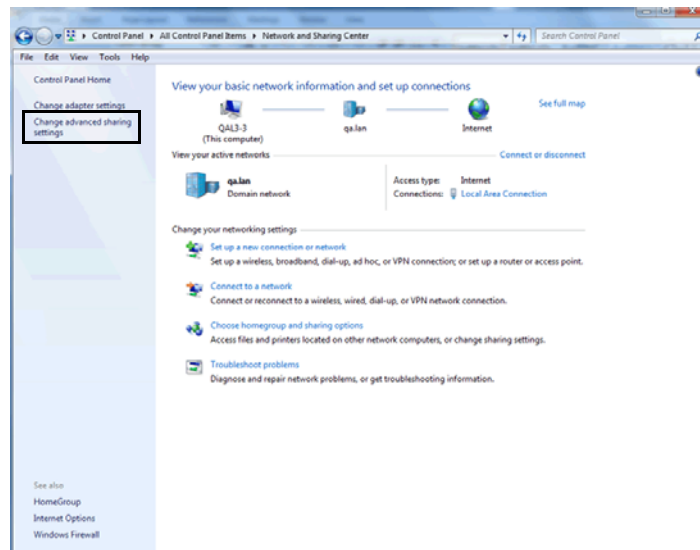 Control Panel ▸ All Control Panel Items ▸ Network and Sharing Center
Search Control Panel
File Edit View Tools Help
Control Panel Home
Change adapter settings
Change advanced sharing
settings
See also
HomeGroup
Internet Options
Windows Firewall
View your basic network information and set up connections
See full map
QAL3-3
(This computer)
qa.lan
Internet
View your active networks
Connect or disconnect
qa.lan
Domain network
Access type: Internet
Connections: Local Area Connection
Change your networking settings
Set up a new connection or network
Set up a wireless, broadband, dial-up, ad hoc, or VPN connection; or set up a router or access point.
Connect to a network
Connect or reconnect to a wireless, wired, dial-up, or VPN network connection.
Choose homegroup and sharing options
Access files and printers located on other network computers, or change sharing settings.
Troubleshoot problems
Diagnose and repair network problems, or get troubleshooting information.